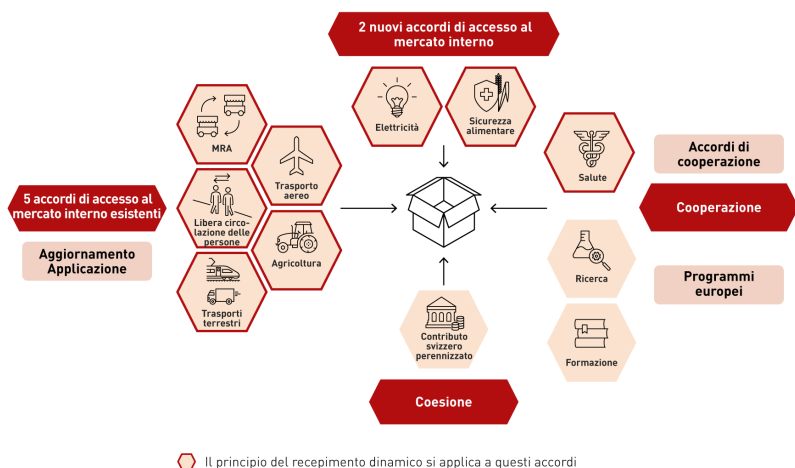 2 nuovi accordi di accesso al
mercato interno
Elettricità
Sicurezza
alimentare
MRA
Trasporto
aereo
Salute
Accordi di
cooperazione
5 accordi di accesso al
mercato interno esistenti
Libera circo-
lazione delle
persone
Cooperazione
Aggiornamento
Applicazione
Agricoltura
Ricerca
Programmi
europei
Trasporti
terrestri
Contributo
svizzero
perennizzato
Formazione
Coesione
Il principio del recepimento dinamico si applica a questi accordi